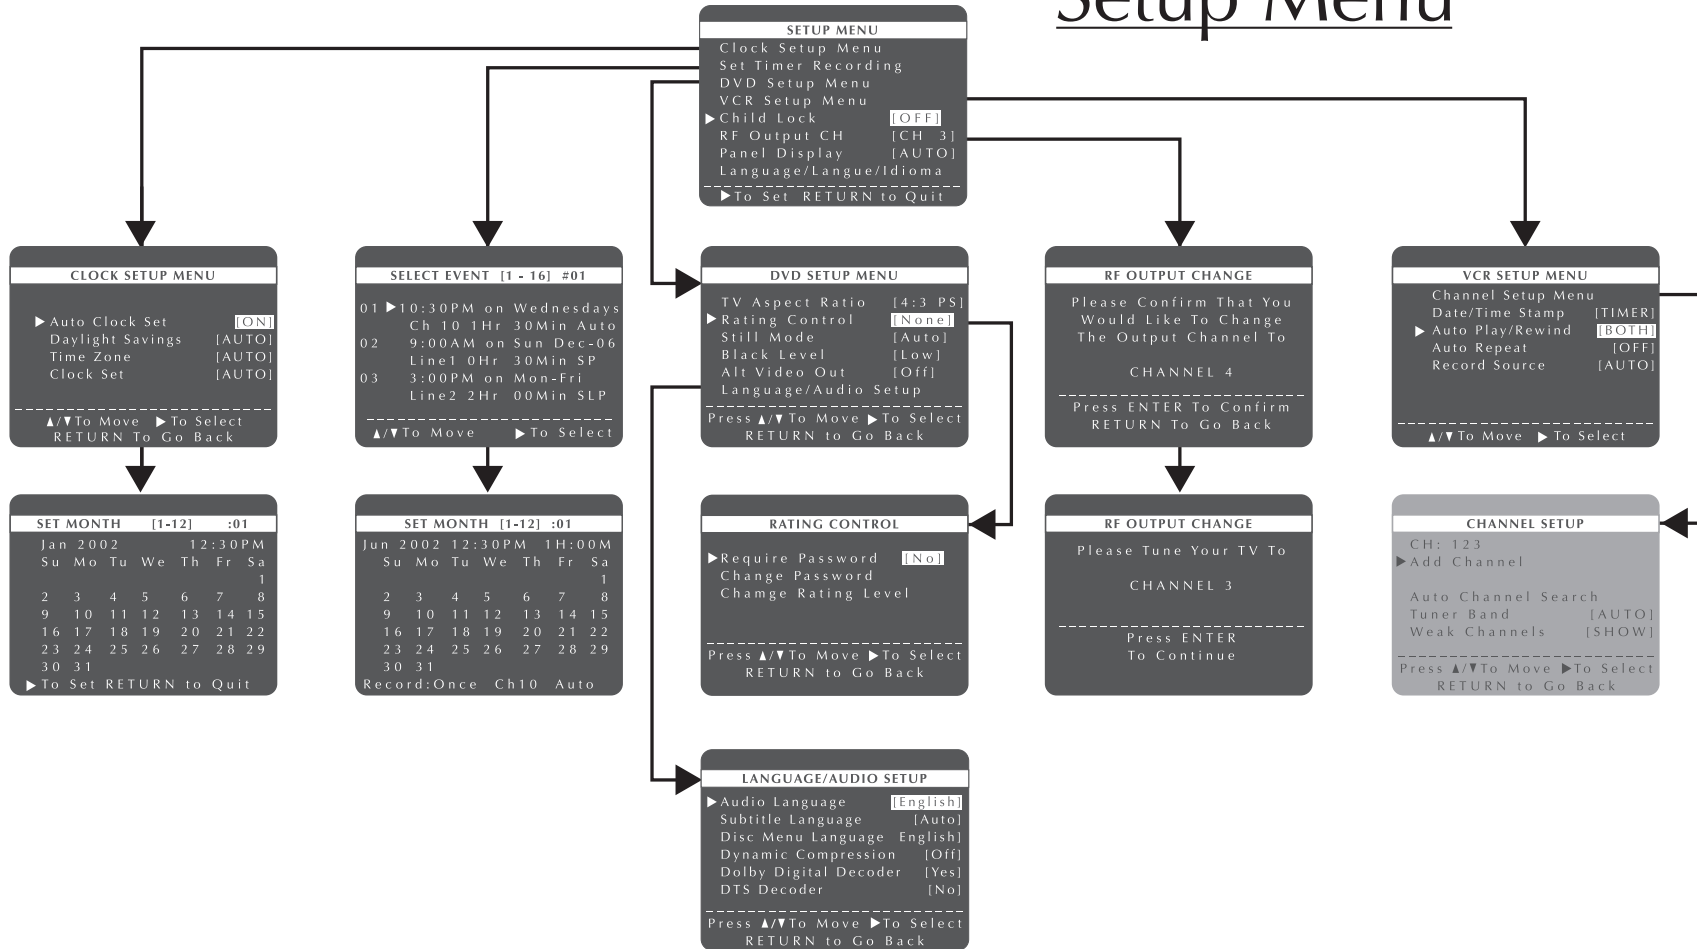 Setup Menu
SETUP MENU
Clock Setup Menu
Set Timer Recording
DVD Setup Menu
VCR Setup Menu
▶Child Lock [OFF]
RF Output CH [CH 3]
Panel Display [AUTO]
Language/Langue/Idioma
▶To Set RETURN to Quit
CLOCK SETUP MENU
▶Auto Clock Set [ON]
Daylight Savings [AUTO]
Time Zone [AUTO]
Clock Set [AUTO]
▲/▼To Move ▶To Select
RETURN To Go Back
SELECT EVENT [1 - 16] #01
01 ▶10:30PM on Wednesdays
Ch 10 1Hr 30Min Auto
02 9:00AM on Sun Dec-06
Line1 0Hr 30Min SP
03 3:00PM on Mon-Fri
Line2 2Hr 00Min SLP
▲/▼To Move ▶To Select
DVD SETUP MENU
TV Aspect Ratio [4:3 PS]
▶Rating Control [None]
Still Mode [Auto]
Black Level [Low]
Alt Video Out [Off]
Language/Audio Setup
Press ▲/▼To Move ▶To Select
RETURN to Go Back
RF OUTPUT CHANGE
Please Confirm That You
Would Like To Change
The Output Channel To
CHANNEL 4
Press ENTER To Confirm
RETURN To Go Back
VCR SETUP MENU
Channel Setup Menu
Date/Time Stamp [TIMER]
▶ Auto Play/Rewind [BOTH]
Auto Repeat [OFF]
Record Source [AUTO]
▲/▼To Move ▶ To Select
SET MONTH [1-12] :01
Jan 2002 12:30PM
Su Mo Tu We Th Fr Sa
1
2 3 4 5 6 7 8
9 10 11 12 13 14 15
16 17 18 19 20 21 22
23 24 25 26 27 28 29
30 31
▶To Set RETURN to Quit
SET MONTH [1-12] :01
Jun 2002 12:30PM 1H:00M
Su Mo Tu We Th Fr Sa
1
2 3 4 5 6 7 8
9 10 11 12 13 14 15
16 17 18 19 20 21 22
23 24 25 26 27 28 29
30 31
Record:Once Ch10 Auto
RATING CONTROL
▶Require Password [No]
Change Password
Chamge Rating Level
Press ▲/▼To Move ▶To Select
RETURN to Go Back
RF OUTPUT CHANGE
Please Tune Your TV To
CHANNEL 3
Press ENTER
To Continue
CHANNEL SETUP
CH: 123
▶Add Channel
Auto Channel Search
Tuner Band [AUTO]
Weak Channels [SHOW]
Press ▲/▼To Move ▶To Select
RETURN to Go Back
LANGUAGE/AUDIO SETUP
▶Audio Language [English]
Subtitle Language [Auto]
Disc Menu Language English]
Dynamic Compression [Off]
Dolby Digital Decoder [Yes]
DTS Decoder [No]
Press ▲/▼To Move ▶To Select
RETURN to Go Back